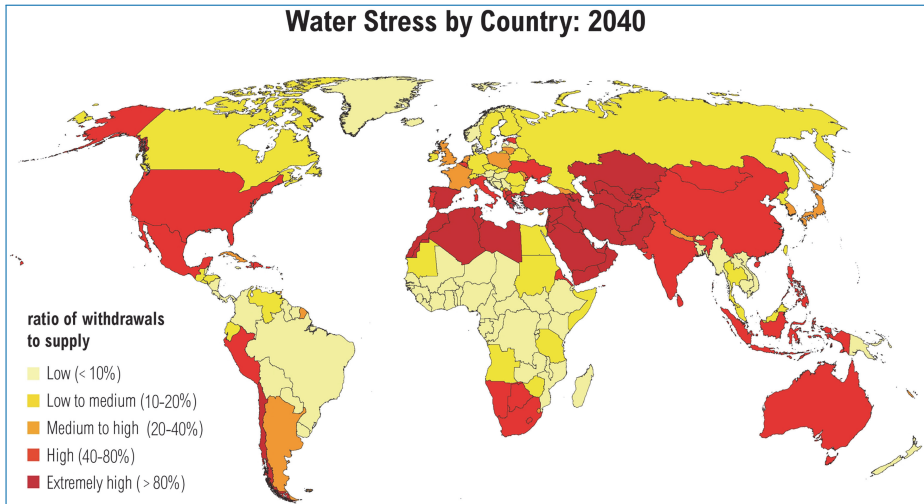 Water Stress by Country: 2040
ratio of withdrawals
to supply
Low (< 10%)
Low to medium (10-20%)
Medium to high (20-40%)
High (40-80%)
Extremely high (> 80%)